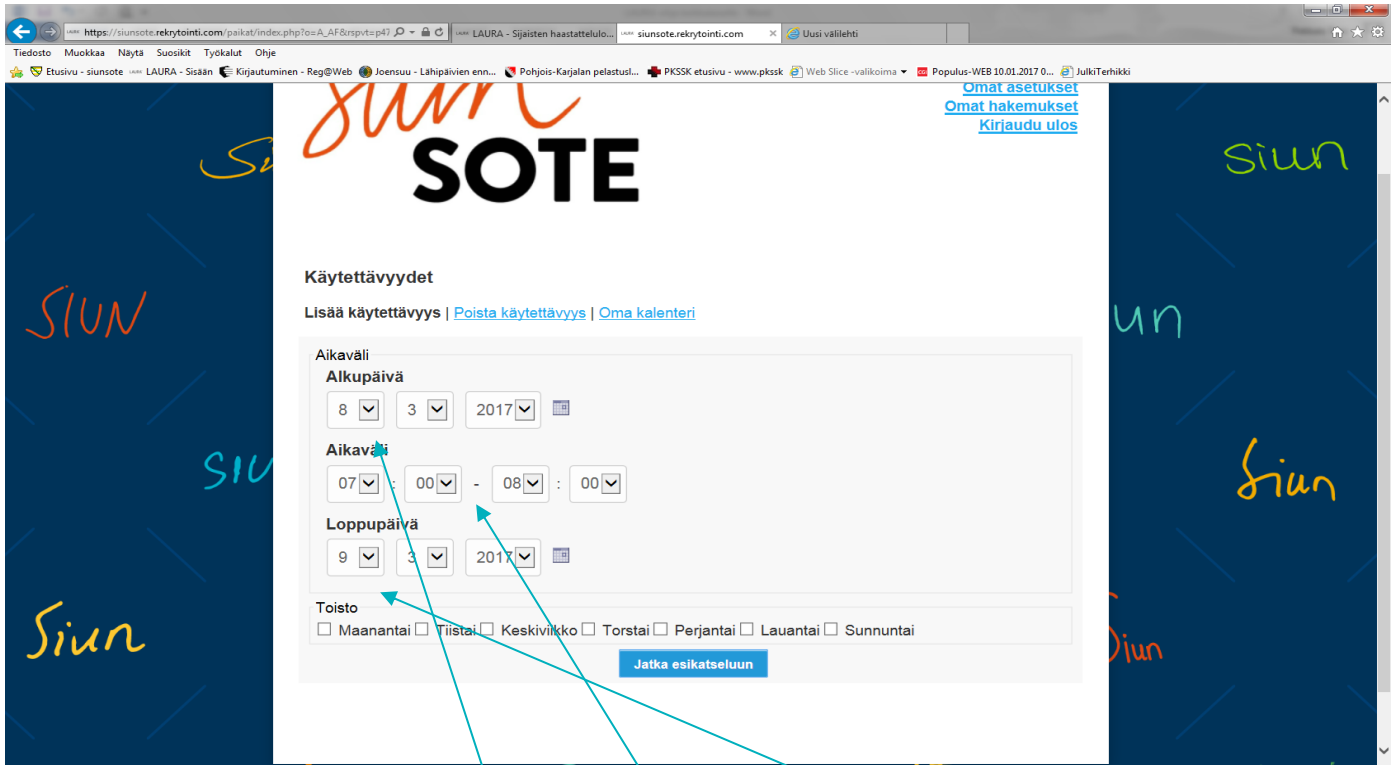 https://siunsote.rekrytointi.com/paikat/index.php?o=A_AF&rspvt=p47
LAURA - Sijaisten haastattelulo...
siunsote.rekrytointi.com
Uusi välilehti
Tiedosto Muokkaa Näytä Suosikit Työkalut Ohje
Etusivu - siunsote LAURA - Sisään Kirjautuminen - Reg@Web Joensuu - Lähipäivien enn... Pohjois-Karjalan pelastusl... PKSSK etusivu - www.pkssk Web Slice -valikoima Populus-WEB 10.01.2017 0... JulkiTerhikki
Omat asetukset
Omat hakemukset
Kirjaudu ulos
siun
SOTE
Si
siun
Käytettävyydet
Lisää käytettävyys | Poista käytettävyys | Oma kalenteri
SIUN
un
Aikaväli
Alkupäivä
8 3 2017
Aikaväli
07 : 00 - 08 : 00
SIU
Siun
Loppupäivä
9 3 2017
Toisto
Maanantai Tiistai Keskiviikko Torstai Perjantai Lauantai Sunnuntai
Siun
Siun
Jatka esikatseluun